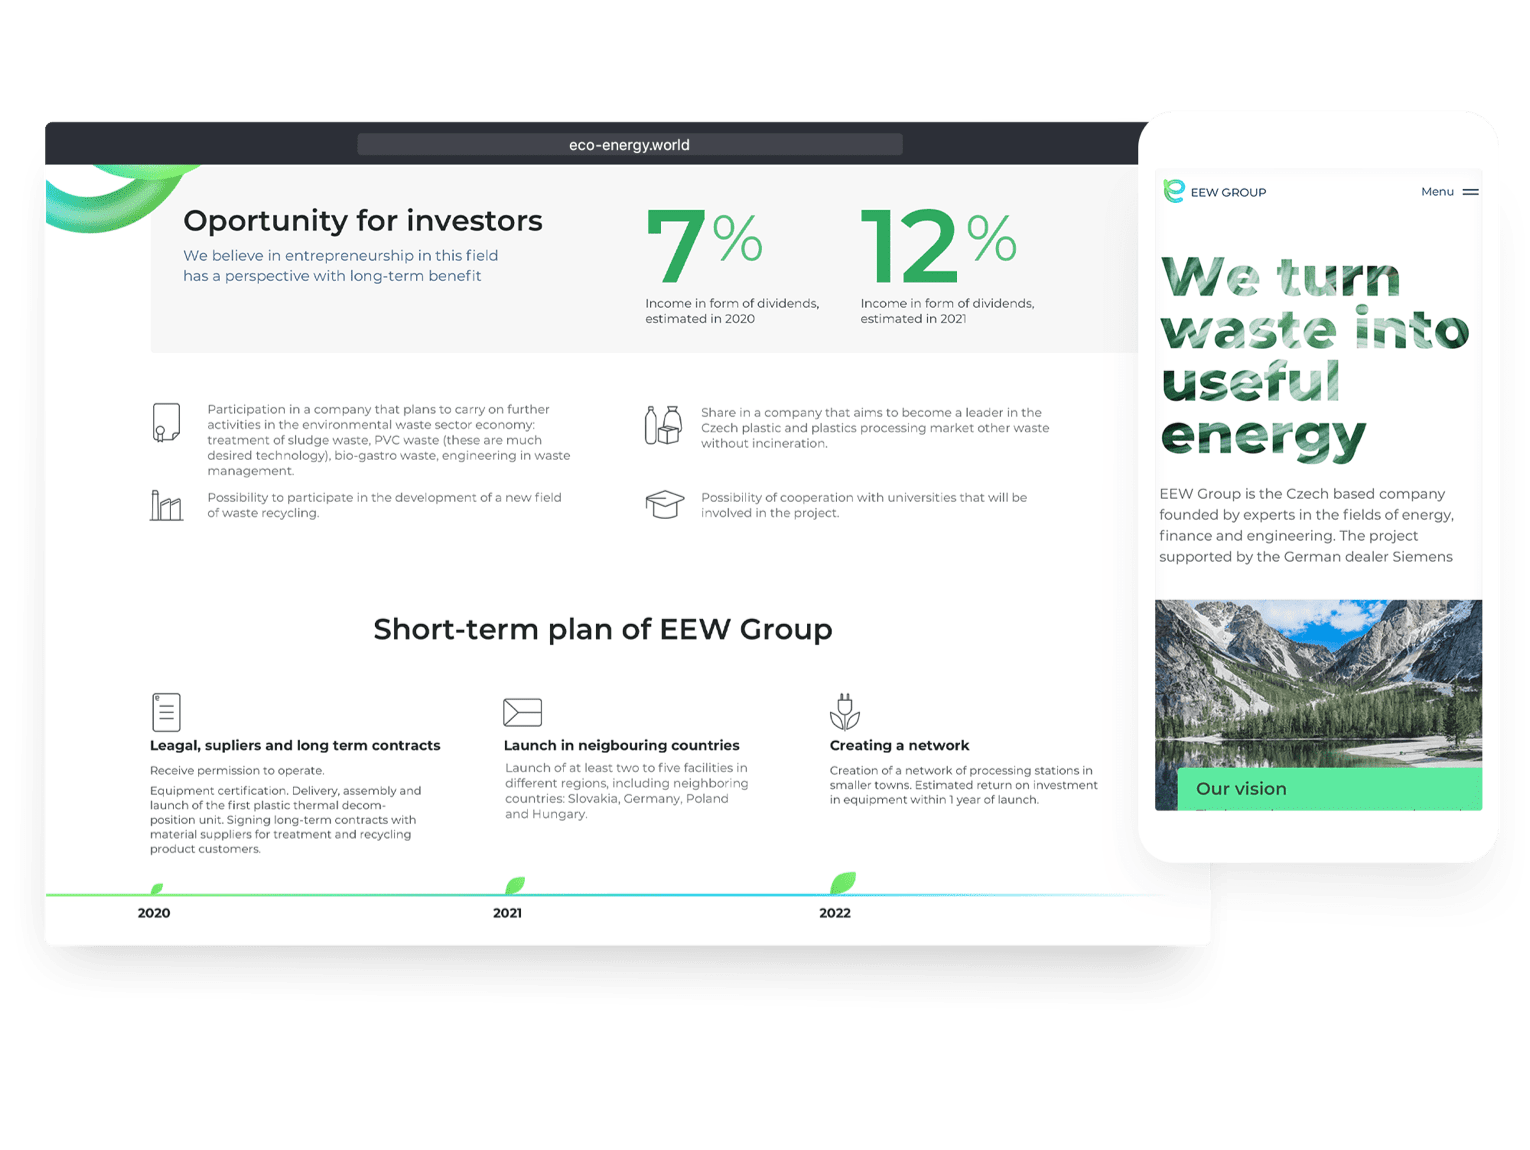 eco-energy.world
Oportunity for investors
We believe in entrepreneurship in this field
has a perspective with long-term benefit
7%
Income in form of dividends,
estimated in 2020
12%
Income in form of dividends,
estimated in 2021
Participation in a company that plans to carry on further
activities in the environmental waste sector economy:
treatment of sludge waste, PVC waste (these are much
desired technology), bio-gastro waste, engineering in waste
management.
Share in a company that aims to become a leader in the
Czech plastic and plastics processing market other waste
without incineration.
Possibility to participate in the development of a new field
of waste recycling.
Possibility of cooperation with universities that will be
involved in the project.
Short-term plan of EEW Group
Leagal, supliers and long term contracts
Receive permission to operate.
Equipment certification. Delivery, assembly and
launch of the first plastic thermal decom-
position unit. Signing long-term contracts with
material suppliers for treatment and recycling
product customers.
Launch in neigbouring countries
Launch of at least two to five facilities in
different regions, including neighboring
countries: Slovakia, Germany, Poland
and Hungary.
Creating a network
Creation of a network of processing stations in
smaller towns. Estimated return on investment
in equipment within 1 year of launch.
2020
2021
2022
EEW GROUP
Menu
We turn
waste into
useful
energy
EEW Group is the Czech based company
founded by experts in the fields of energy,
finance and engineering. The project
supported by the German dealer Siemens
Our vision